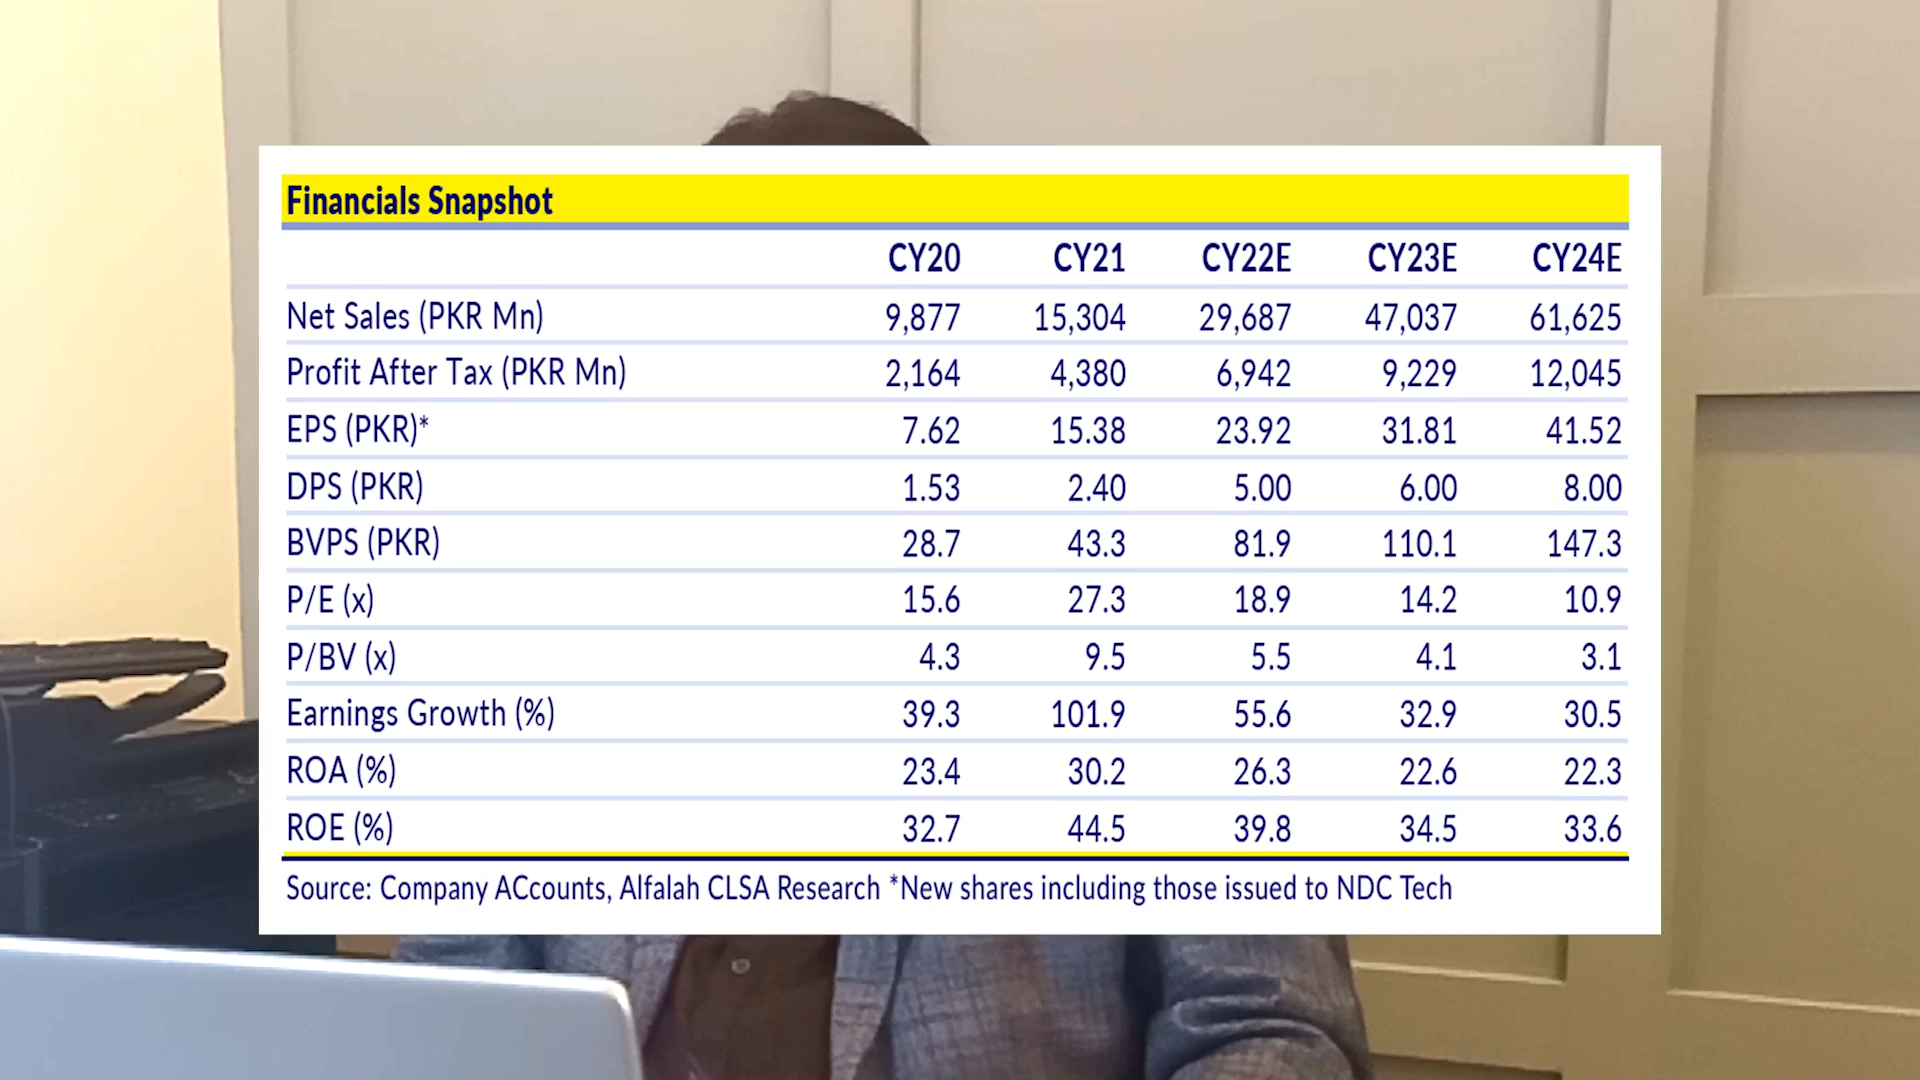 Financials Snapshot
CY20 CY21 CY22E CY23E CY24E
Net Sales (PKR Mn) 9,877 15,304 29,687 47,037 61,625
Profit After Tax (PKR Mn) 2,164 4,380 6,942 9,229 12,045
EPS (PKR)* 7.62 15.38 23.92 31.81 41.52
DPS (PKR) 1.53 2.40 5.00 6.00 8.00
BVPS (PKR) 28.7 43.3 81.9 110.1 147.3
P/E (x) 15.6 27.3 18.9 14.2 10.9
P/BV (x) 4.3 9.5 5.5 4.1 3.1
Earnings Growth (%) 39.3 101.9 55.6 32.9 30.5
ROA (%) 23.4 30.2 26.3 22.6 22.3
ROE (%) 32.7 44.5 39.8 34.5 33.6
Source: Company ACcounts, Alfalah CLSA Research *New shares including those issued to NDC Tech